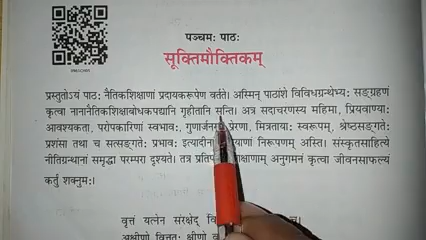 पञ्चमः पाठः
सूक्तिमौक्तिकम्
प्रस्तुतोऽयं पाठः नैतिकशिक्षाणां प्रदायकरूपेण वर्तते। अस्मिन् पाठांशे विविधग्रन्थेभ्यः सङ्ग्रहणं
कृत्वा नानानैतिकशिक्षाबोधकपद्यानि गृहीतानि सन्ति। अत्र सदाचरणस्य महिमा, प्रियवाण्याः
आवश्यकता, परोपकारिणां स्वभावः, गुणार्जनस्य प्रेरणा, मित्रतायाः स्वरूपम्, श्रेष्ठसङ्गतेः
प्रशंसा तथा च सत्सङ्गतेः प्रभावः इत्यादीनां निरूपणम् अस्ति। संस्कृतसाहित्ये
नीतिग्रन्थानां समृद्धा परम्परा दृश्यते। तत्र अनुगमनं कृत्वा जीवनसाफल्यं
कर्तुं शक्नुमः।
वृत्तं यत्नेन संरक्षेद्
अक्षीणो वित्ततः क्षीणो